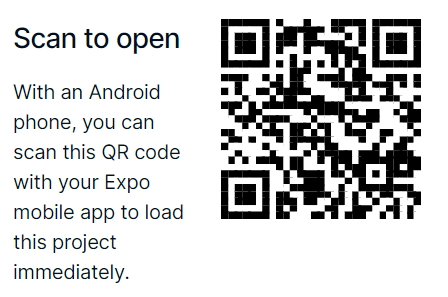 Scan to open
With an Android
phone, you can
scan this QR code
with your Expo
mobile app to load
this project
immediately.